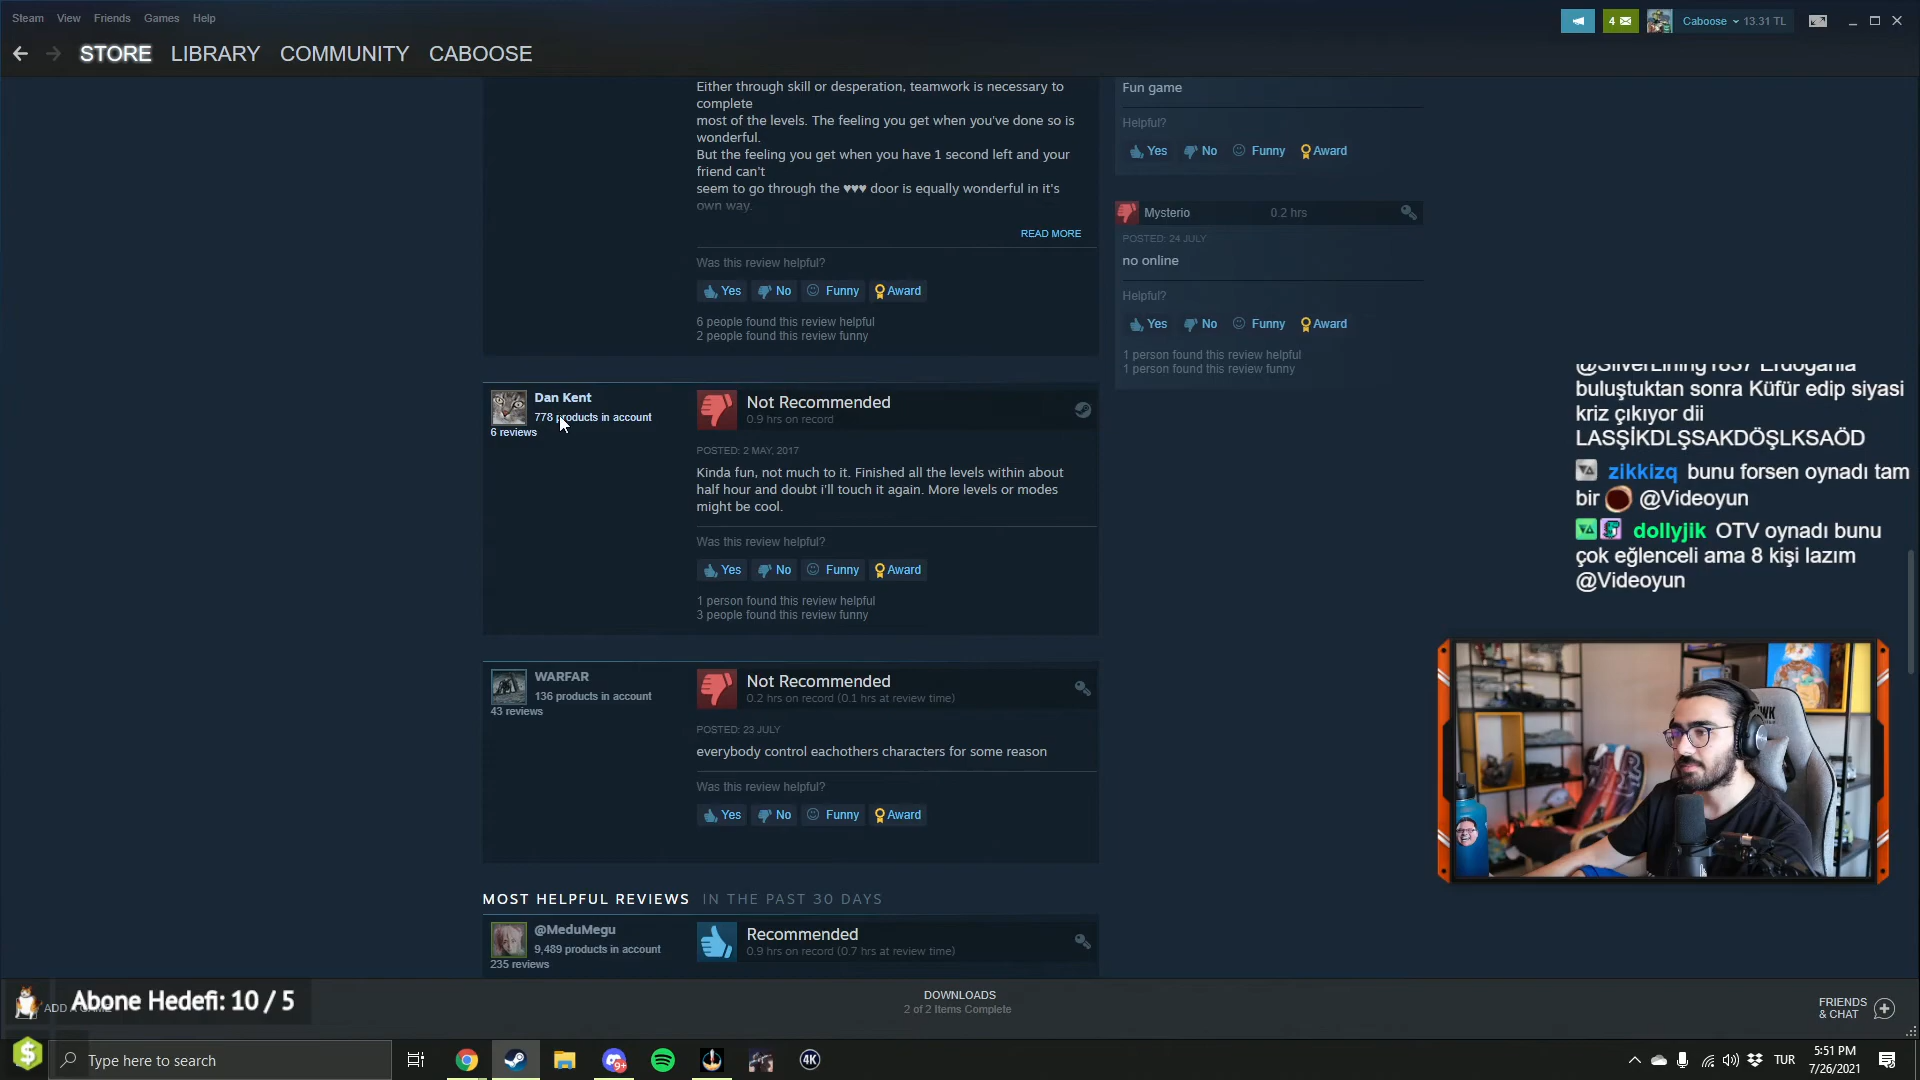 Steam View Friends Games Help
4 Caboose 13.31 TL
STORE LIBRARY COMMUNITY CABOOSE
Either through skill or desperation, teamwork is necessary to
complete
most of the levels. The feeling you get when you've done so is
wonderful.
But the feeling you get when you have 1 second left and your
friend can't
seem to go through the ♥♥♥ door is equally wonderful in it's
own way.
READ MORE
Was this review helpful?
Yes No Funny Award
6 people found this review helpful
2 people found this review funny
Fun game
Helpful?
Yes No Funny Award
Mysterio 0.2 hrs
POSTED: 24 JULY
no online
Helpful?
Yes No Funny Award
1 person found this review helpful
1 person found this review funny
Dan Kent
778 products in account
6 reviews
Not Recommended
0.9 hrs on record
POSTED: 2 MAY, 2017
Kinda fun, not much to it. Finished all the levels within about
half hour and doubt i'll touch it again. More levels or modes
might be cool.
Was this review helpful?
Yes No Funny Award
1 person found this review helpful
3 people found this review funny
WARFAR
136 products in account
43 reviews
Not Recommended
0.2 hrs on record (0.1 hrs at review time)
POSTED: 23 JULY
everybody control eachothers characters for some reason
Was this review helpful?
Yes No Funny Award
MOST HELPFUL REVIEWS IN THE PAST 30 DAYS
@MeduMegu
9,489 products in account
235 reviews
Recommended
0.9 hrs on record (0.7 hrs at review time)
@SilverLining1837 Erdoğanla
buluştuktan sonra Küfür edip siyasi
kriz çıkıyor dii
LASŞİKDLŞSAKDÖŞLKSAÖD
zikkizq bunu forsen oynadı tam
bir @Videoyun
dollyjik OTV oynadı bunu
çok eğlenceli ama 8 kişi lazım
@Videoyun
ADD A GAME
Abone Hedefi: 10 / 5
DOWNLOADS
2 of 2 Items Complete
FRIENDS
& CHAT
Type here to search
9+
4K
TUR
5:51 PM
7/26/2021